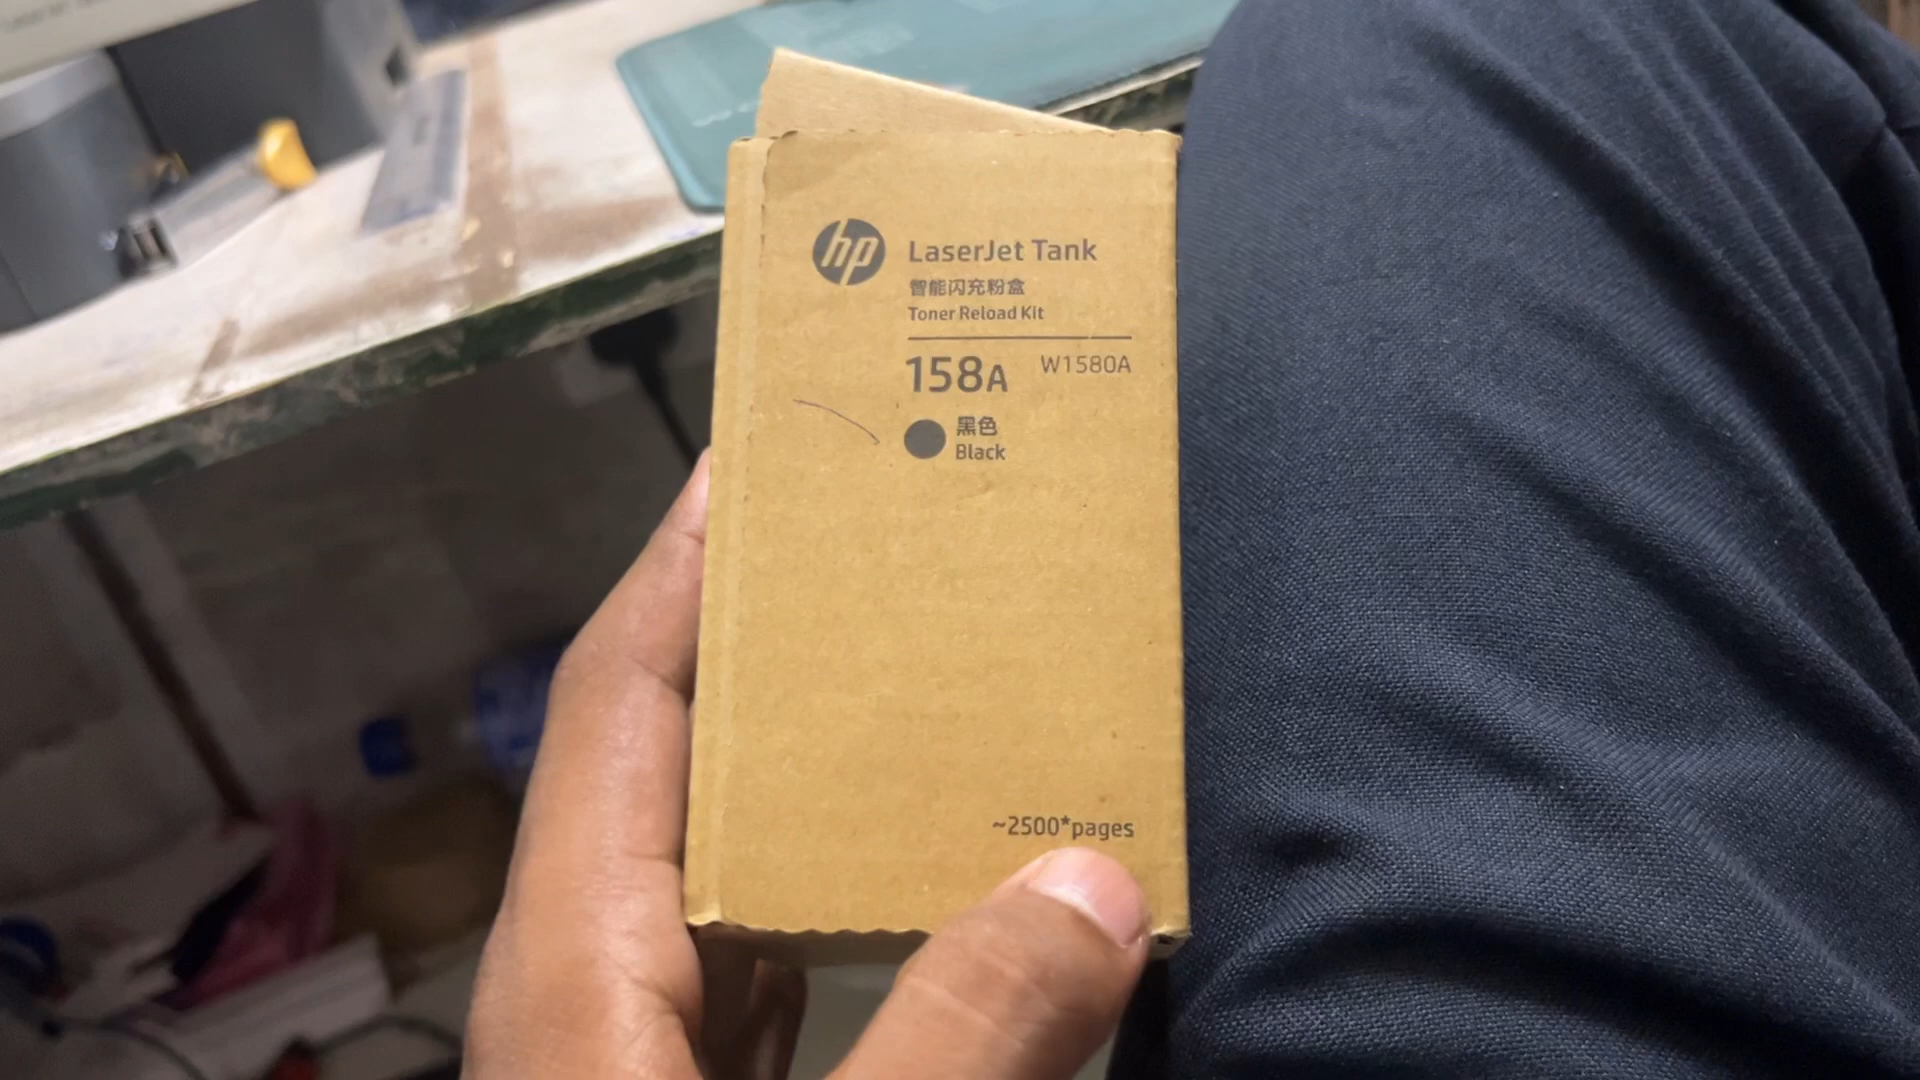 hp
LaserJet Tank
智能闪充粉盒
Toner Reload Kit
158A W1580A
黑色
Black
~2500*pages